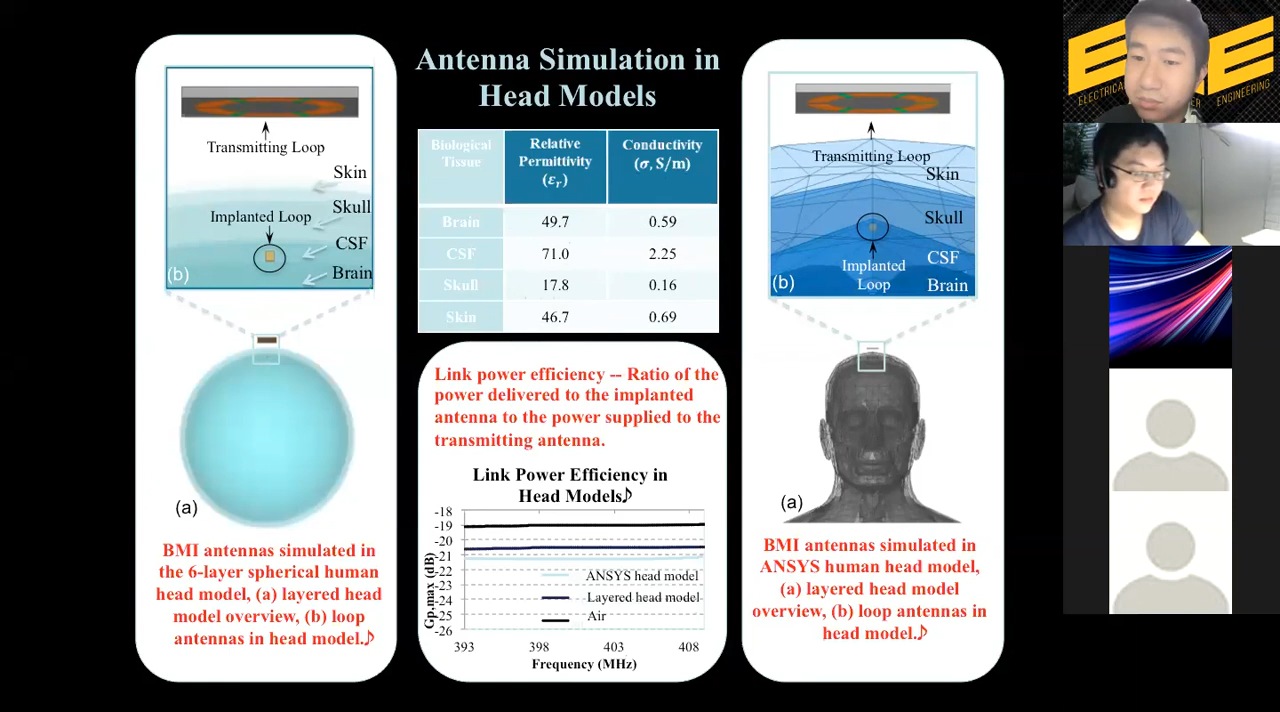 Antenna Simulation in
Head Models
Transmitting Loop
Skin
Skull
Implanted Loop
CSF
Brain
(b)
(a)
BMI antennas simulated in
the 6-layer spherical human
head model, (a) layered head
model overview, (b) loop
antennas in head model.♪
Biological Tissue Relative Permittivity (εr) Conductivity (σ, S/m)
Brain 49.7 0.59
CSF 71.0 2.25
Skull 17.8 0.16
Skin 46.7 0.69
Link power efficiency -- Ratio of the
power delivered to the implanted
antenna to the power supplied to the
transmitting antenna.
Link Power Efficiency in
Head Models♪
Gp,max (dB)
-18
-19
-20
-21
-22
-23
-24
-25
-26
ANSYS head model
Layered head model
Air
393 398 403 408
Frequency (MHz)
Transmitting Loop
Skin
Skull
Implanted
Loop
CSF
Brain
(b)
(a)
BMI antennas simulated in
ANSYS human head model,
(a) layered head model
overview, (b) loop antennas in
head model.♪
ELECTRICAL
ENGINEERING